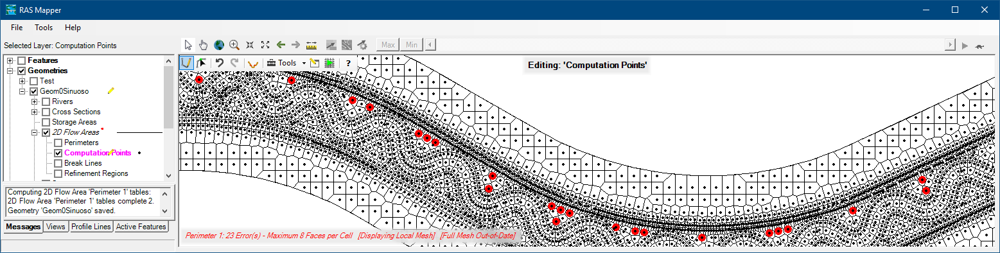 RAS Mapper
File Tools Help
Selected Layer: Computation Points
Max Min
Features
Geometries
Test
Geom0Sinuoso
Rivers
Cross Sections
Storage Areas
2D Flow Areas
Perimeters
Computation Points
Break Lines
Refinement Regions
Tools ?
Editing: 'Computation Points'
Computing 2D Flow Area 'Perimeter 1' tables:
2D Flow Area 'Perimeter 1' tables complete 2.
Geometry 'Geom0Sinuoso' saved.
Messages Views Profile Lines Active Features
Perimeter 1: 23 Error(s) - Maximum 8 Faces per Cell [Displaying Local Mesh] [Full Mesh Out-of-Date]